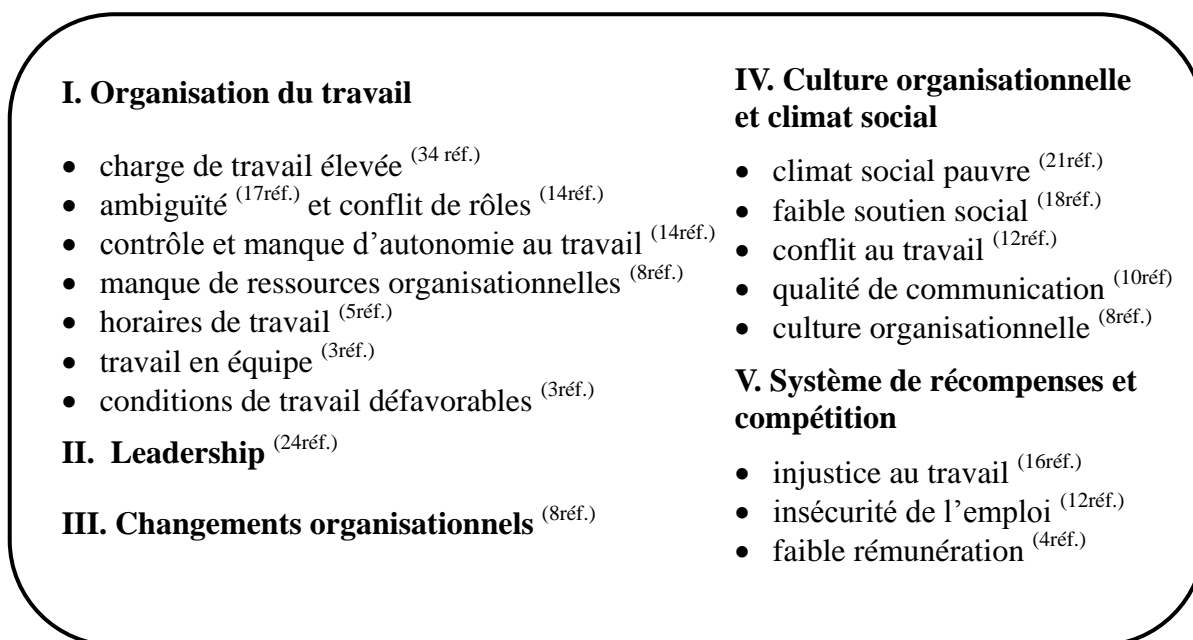 I. Organisation du travail
• charge de travail élevée (34 réf.)
• ambiguïté (17réf.) et conflit de rôles (14réf.)
• contrôle et manque d’autonomie au travail (14réf.)
• manque de ressources organisationnelles (8réf.)
• horaires de travail (5réf.)
• travail en équipe (3réf.)
• conditions de travail défavorables (3réf.)
II. Leadership (24réf.)
III. Changements organisationnels (8réf.)
IV. Culture organisationnelle
et climat social
• climat social pauvre (21réf.)
• faible soutien social (18réf.)
• conflit au travail (12réf.)
• qualité de communication (10réf)
• culture organisationnelle (8réf.)
V. Système de récompenses et
compétition
• injustice au travail (16réf.)
• insécurité de l’emploi (12réf.)
• faible rémunération (4réf.)